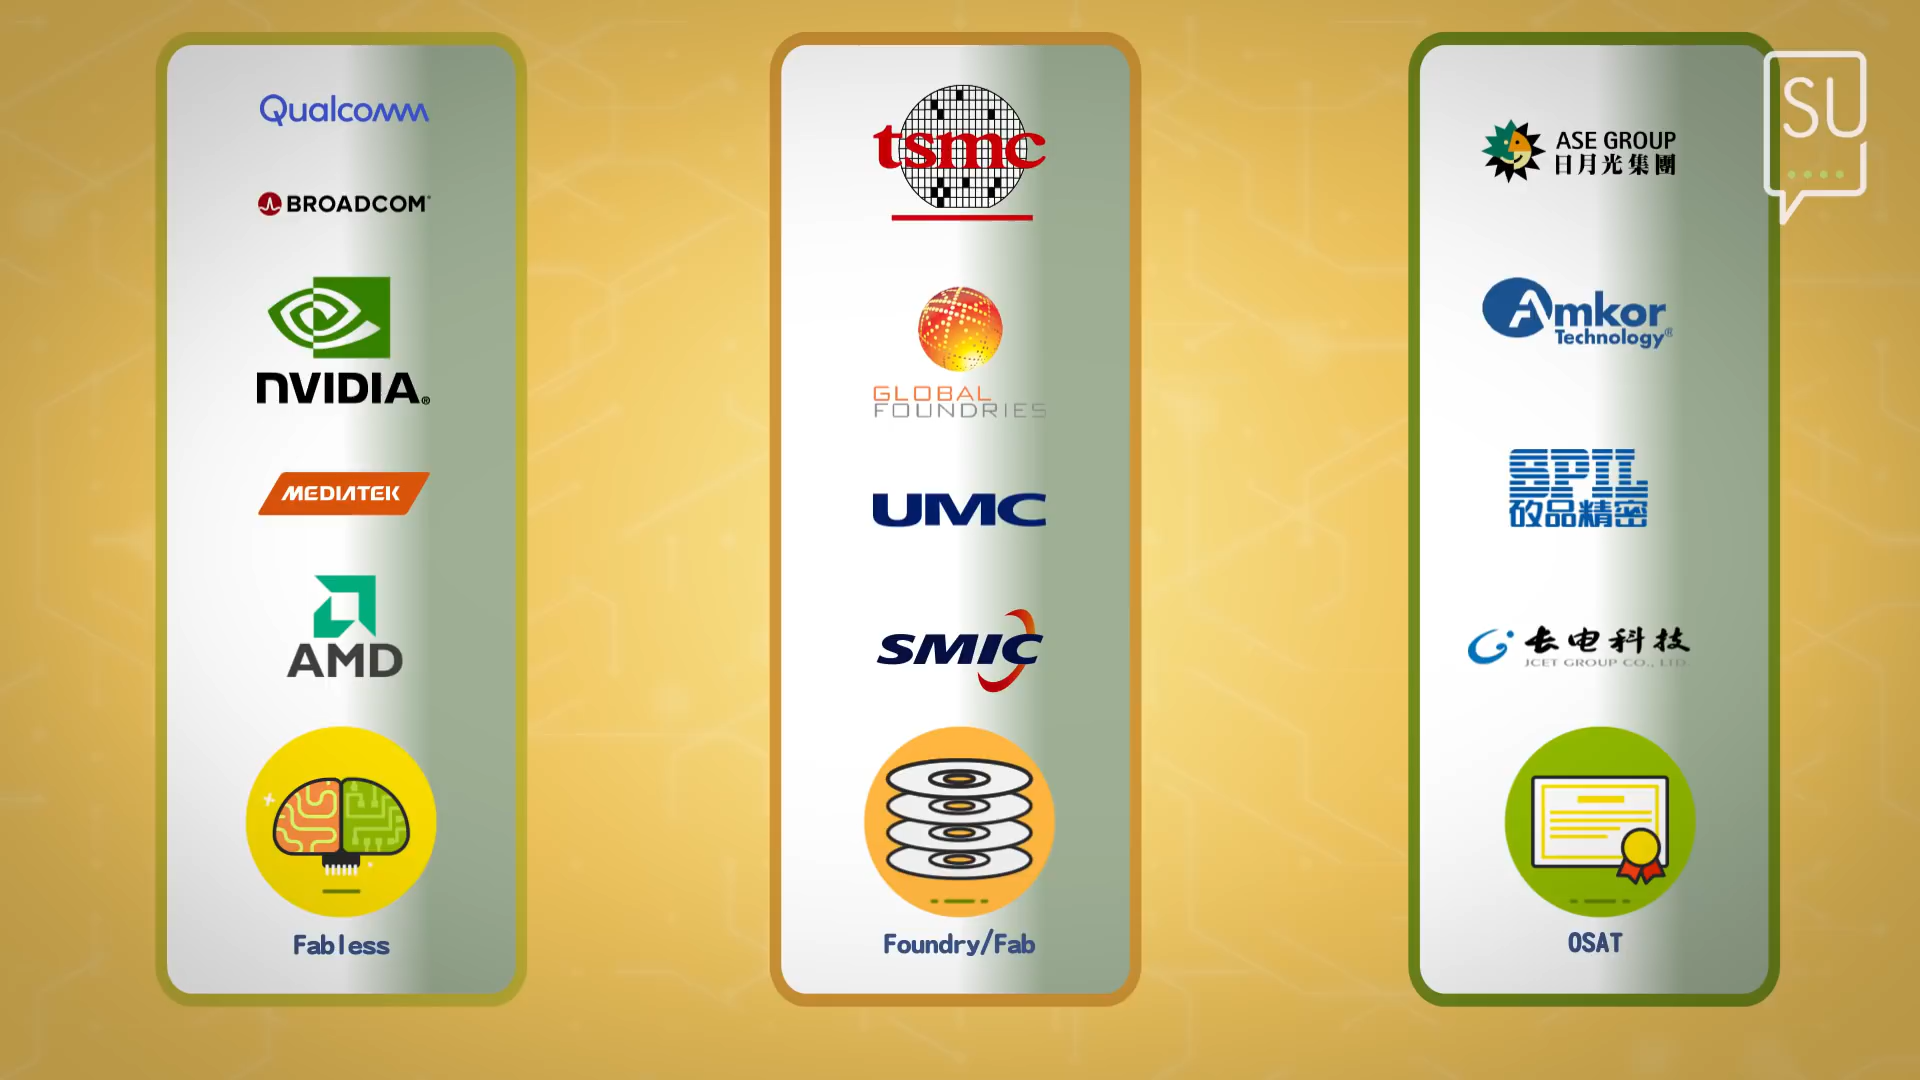 Qualcomm
BROADCOM
NVIDIA
MEDIATEK
AMD
Fabless
tsmc
GLOBAL
FOUNDRIES
UMC
SMIC
Foundry/Fab
ASE GROUP
日月光集團
Amkor
Technology
SPIL
矽品精密
长电科技
JCET GROUP CO., LTD.
OSAT
SU